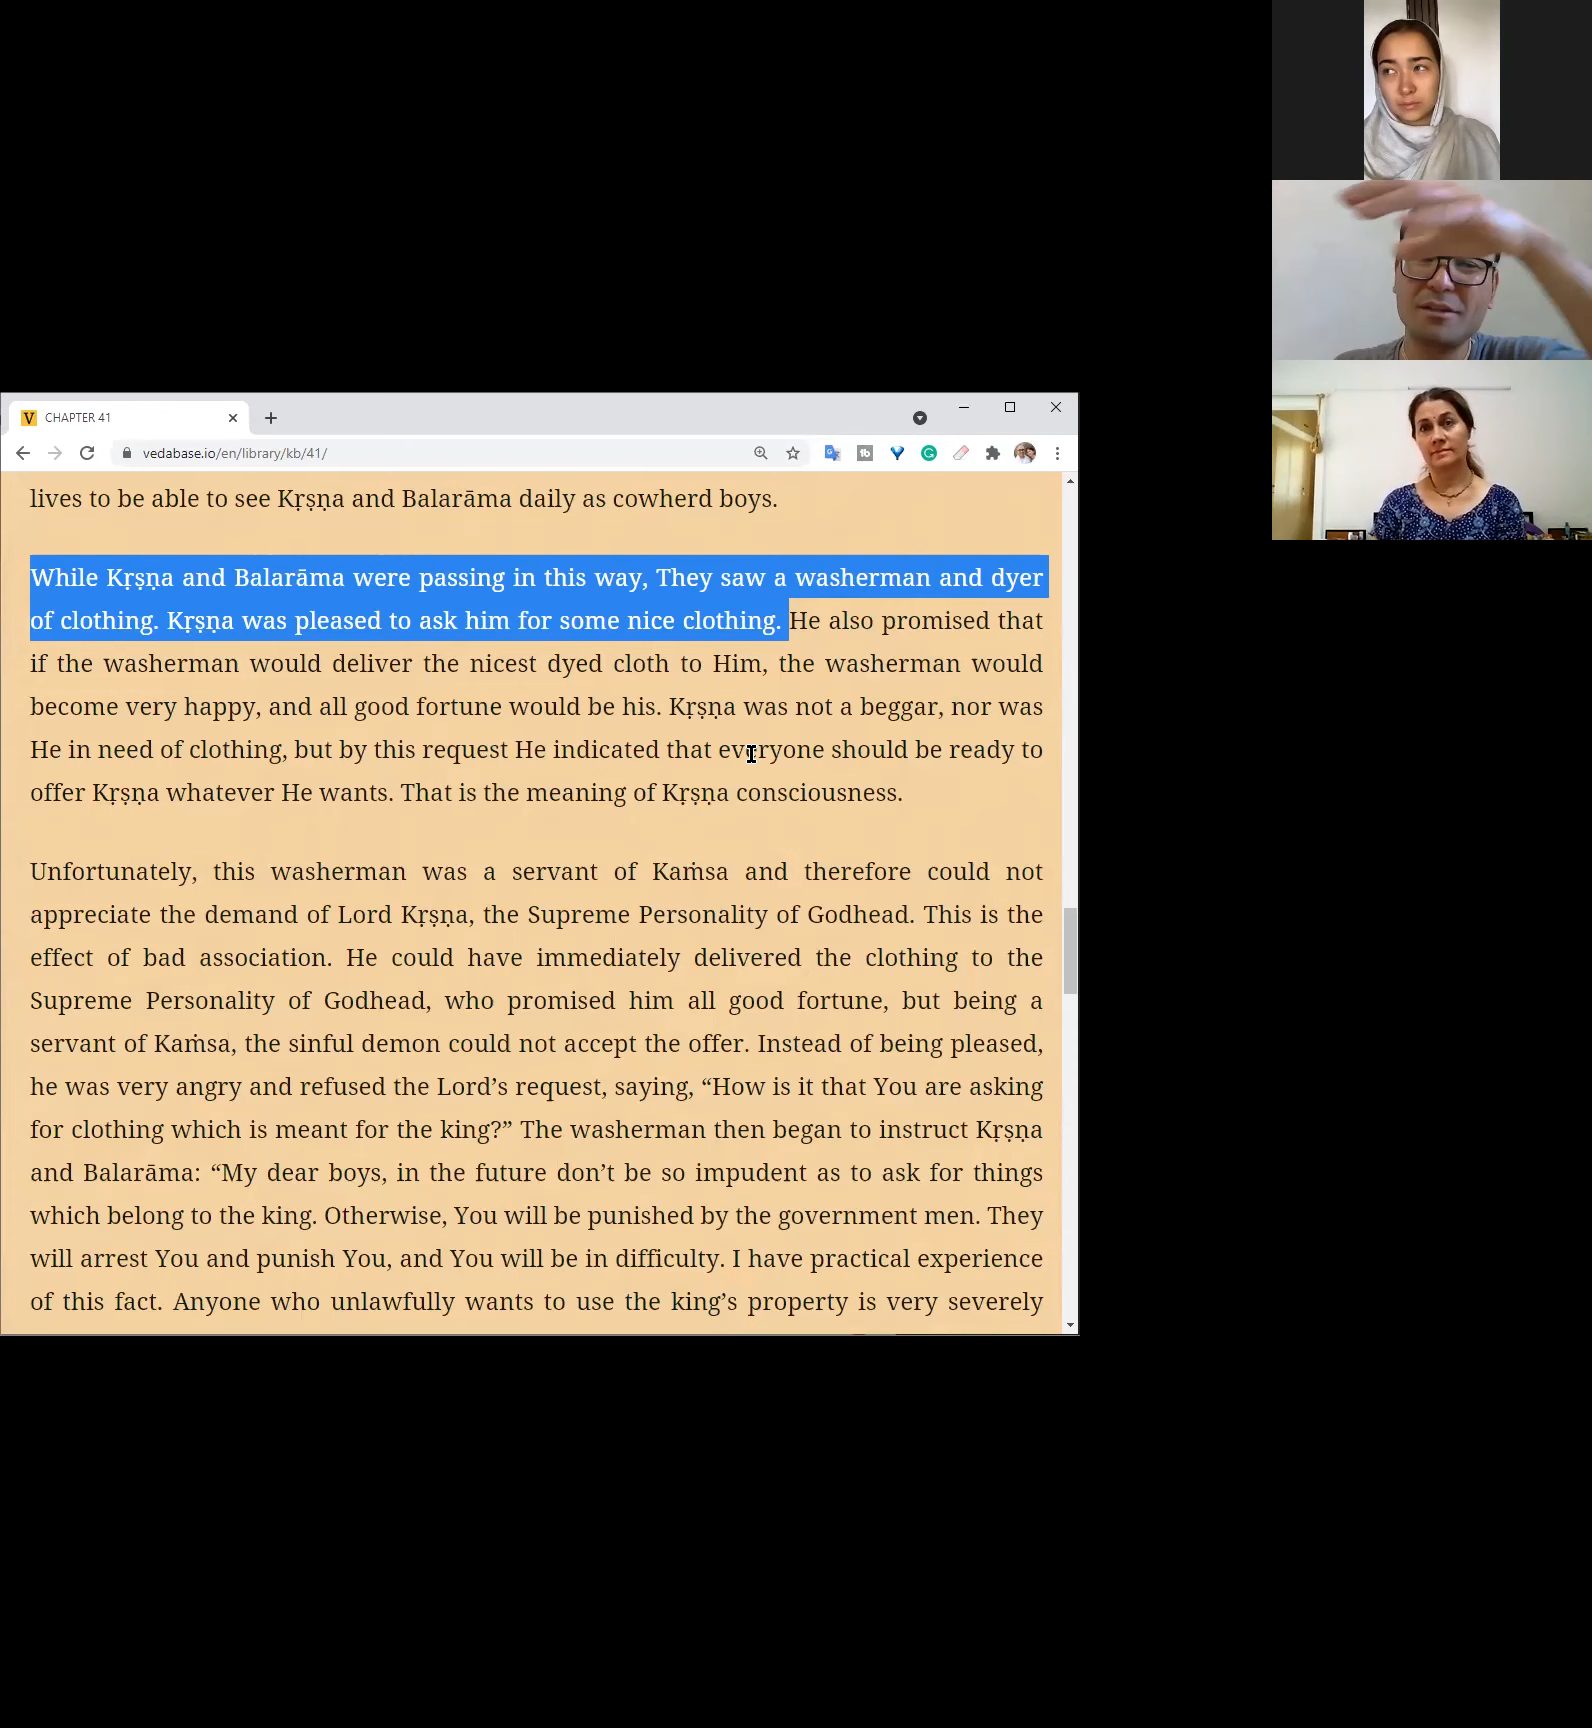 CHAPTER 41
vedabase.io/en/library/kb/41/
lives to be able to see Kṛṣṇa and Balarāma daily as cowherd boys.
While Kṛṣṇa and Balarāma were passing in this way, They saw a washerman and dyer
of clothing. Kṛṣṇa was pleased to ask him for some nice clothing. He also promised that
if the washerman would deliver the nicest dyed cloth to Him, the washerman would
become very happy, and all good fortune would be his. Kṛṣṇa was not a beggar, nor was
He in need of clothing, but by this request He indicated that everyone should be ready to
offer Kṛṣṇa whatever He wants. That is the meaning of Kṛṣṇa consciousness.
Unfortunately, this washerman was a servant of Kaṁsa and therefore could not
appreciate the demand of Lord Kṛṣṇa, the Supreme Personality of Godhead. This is the
effect of bad association. He could have immediately delivered the clothing to the
Supreme Personality of Godhead, who promised him all good fortune, but being a
servant of Kaṁsa, the sinful demon could not accept the offer. Instead of being pleased,
he was very angry and refused the Lord’s request, saying, “How is it that You are asking
for clothing which is meant for the king?” The washerman then began to instruct Kṛṣṇa
and Balarāma: “My dear boys, in the future don’t be so impudent as to ask for things
which belong to the king. Otherwise, You will be punished by the government men. They
will arrest You and punish You, and You will be in difficulty. I have practical experience
of this fact. Anyone who unlawfully wants to use the king’s property is very severely